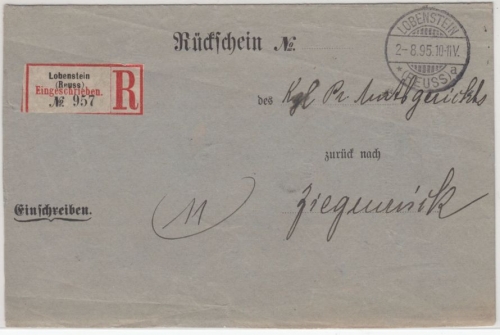 Rückschein No.
LOBENSTEIN
2-8.95.10-11V.
* (REUSS) a
Lobenstein
(Reuss)
Eingeschrieben.
No 957
R
des Kgl Pr Amtsgerichts
zurück nach
Einschreiben.
11
Ziegenrück